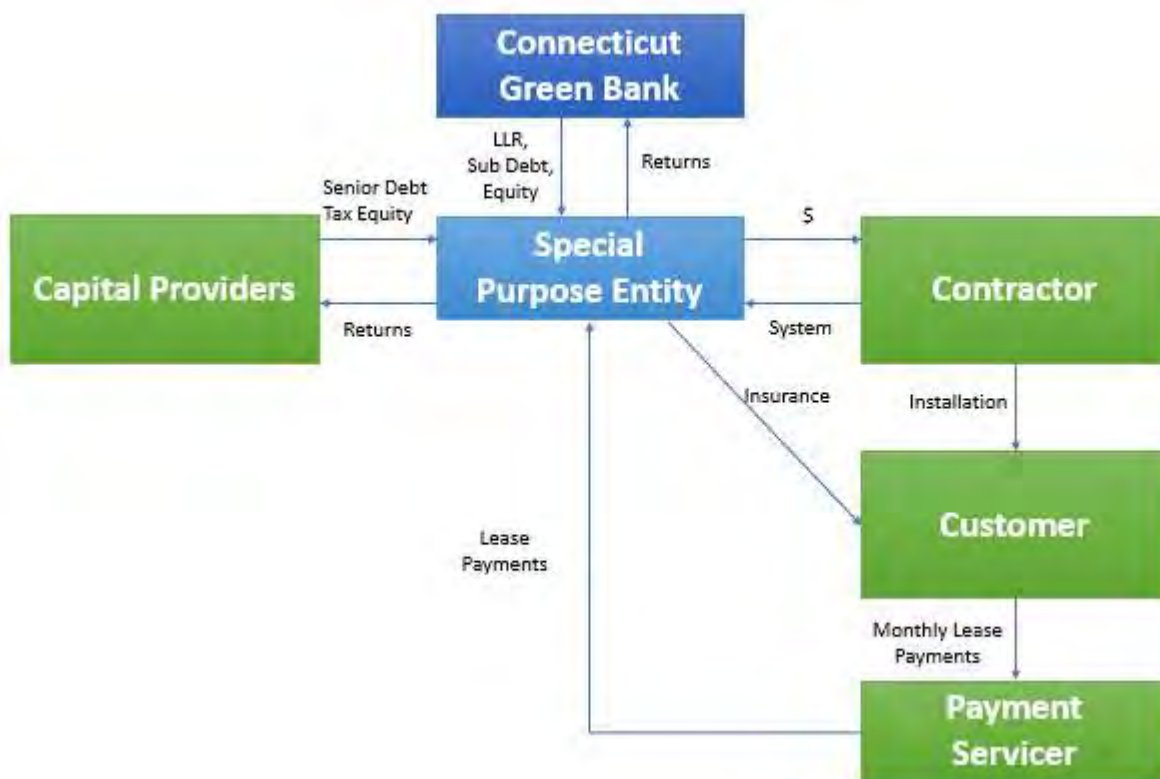 Connecticut
Green Bank
LLR,
Sub Debt,
Equity
Returns
Senior Debt
Tax Equity
$
Capital Providers
Special
Purpose Entity
Contractor
Returns
System
Insurance
Installation
Customer
Lease
Payments
Monthly Lease
Payments
Payment
Servicer